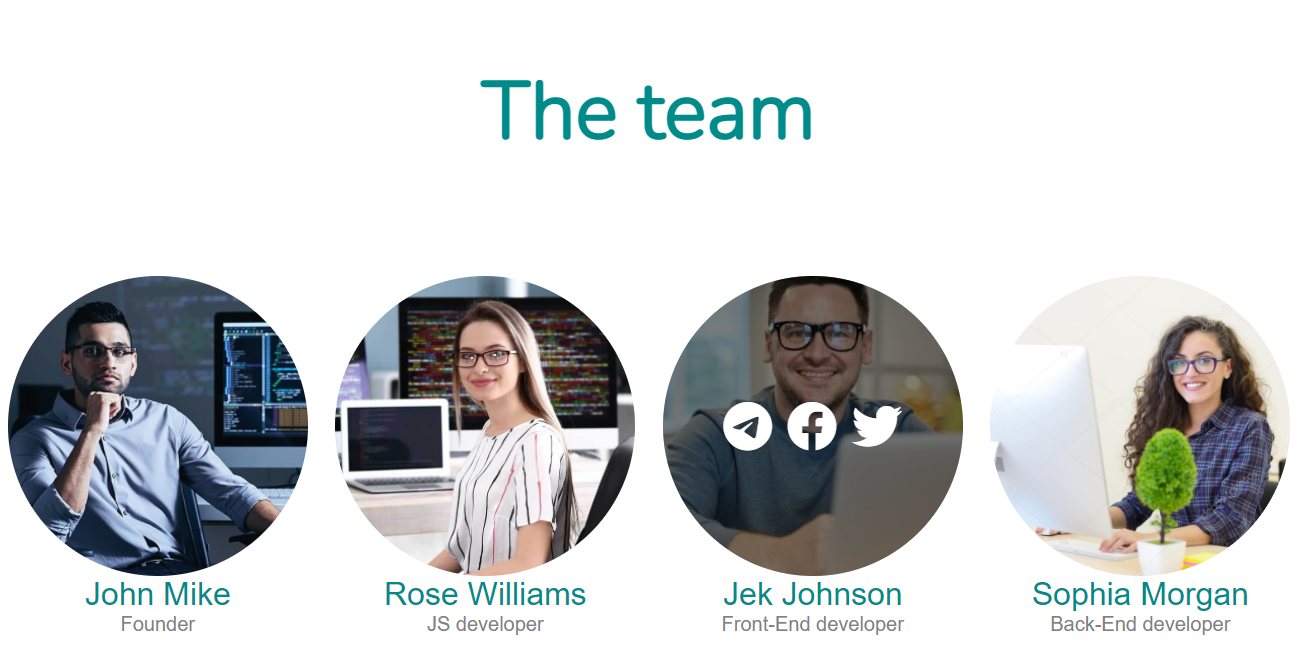 The team
John Mike
Rose Williams
Jek Johnson
Sophia Morgan
Founder
JS developer
Front-End developer
Back-End developer